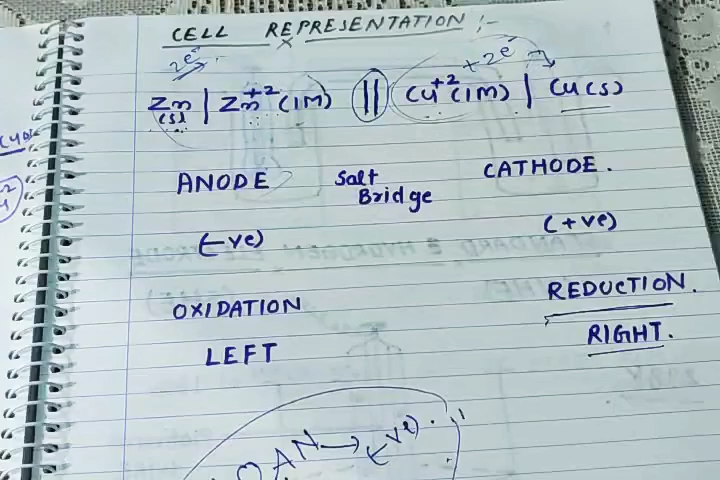 CELL REPRESENTATION :-
2e⁻ +2e⁻
Zn(s) | Zn⁺² (1M) || Cu⁺² (1M) | Cu(s)
ANODE Salt Bridge CATHODE.
(-ve) (+ve)
OXIDATION REDUCTION.
LEFT RIGHT.
LOAN → (-ve).